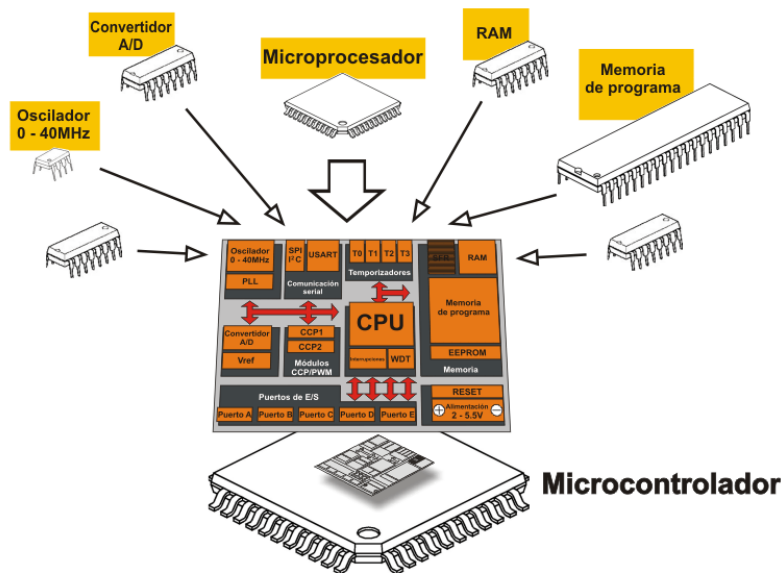 Convertidor
A/D
Microprocesador
RAM
Memoria
de programa
Oscilador
0 - 40MHz
Oscilador
0 - 40MHz
PLL
SPI
I²C
USART
Comunicación
serial
T0
T1
T2
T3
Temporizadores
SFR
RAM
Memoria
de programa
EEPROM
Memoria
Convertidor
A/D
Vref
CCP1
CCP2
Módulos
CCP/PWM
CPU
Interrupciones
WDT
Puertos de E/S
Puerto A
Puerto B
Puerto C
Puerto D
Puerto E
RESET
Alimentación
2 - 5.5V
Microcontrolador